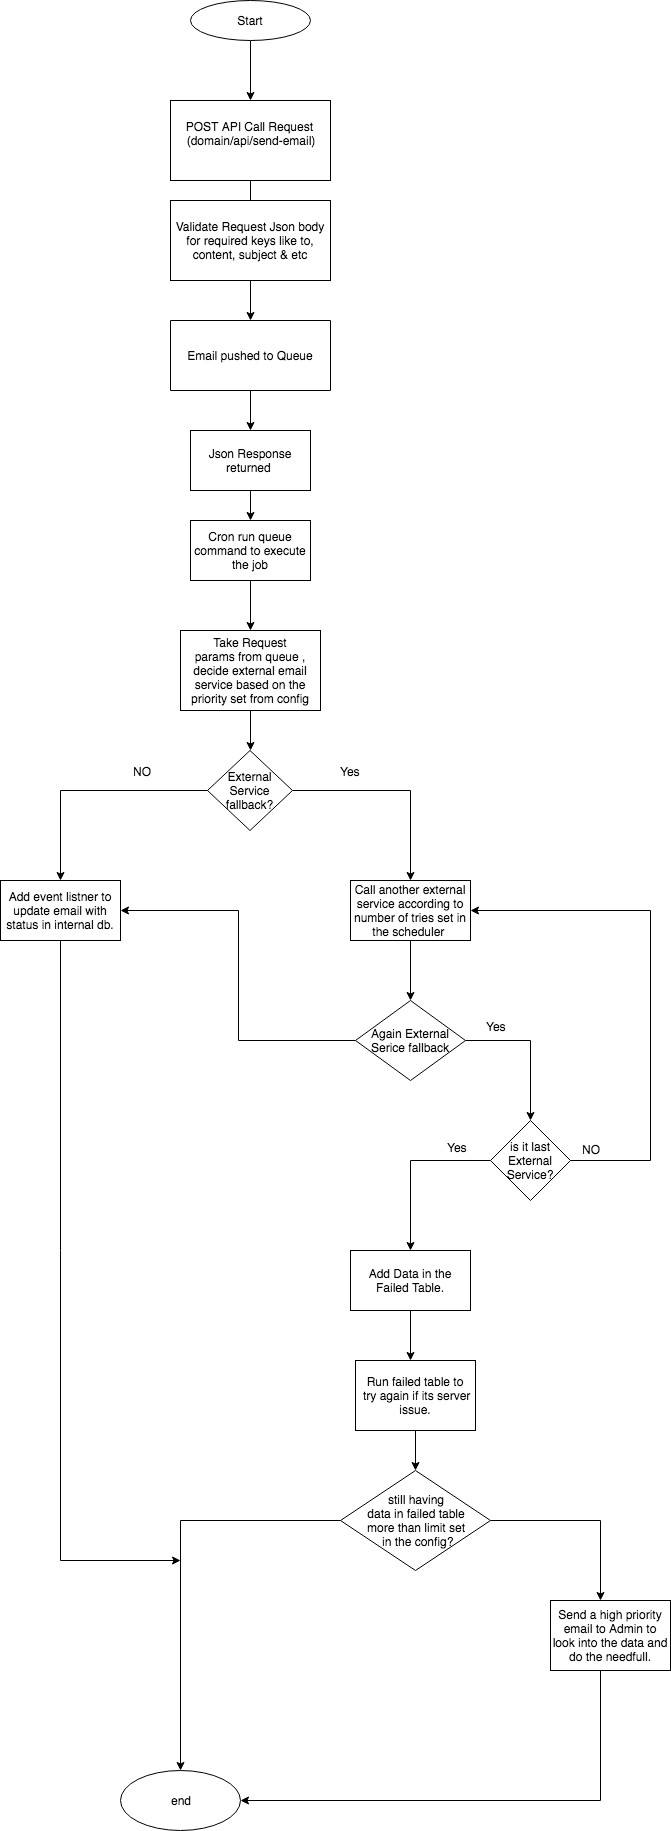 Start
POST API Call Request
(domain/api/send-email)
Validate Request Json body
for required keys like to,
content, subject & etc
Email pushed to Queue
Json Response
returned
Cron run queue
command to execute
the job
Take Request
params from queue ,
decide external email
service based on the
priority set from config
NO
External
Service
fallback?
Yes
Add event listner to
update email with
status in internal db.
Call another external
service according to
number of tries set in
the scheduler
Again External
Serice fallback
Yes
is it last
External
Service?
Yes
NO
Add Data in the
Failed Table.
Run failed table to
try again if its server
issue.
still having
data in failed table
more than limit set
in the config?
Send a high priority
email to Admin to
look into the data and
do the needfull.
end